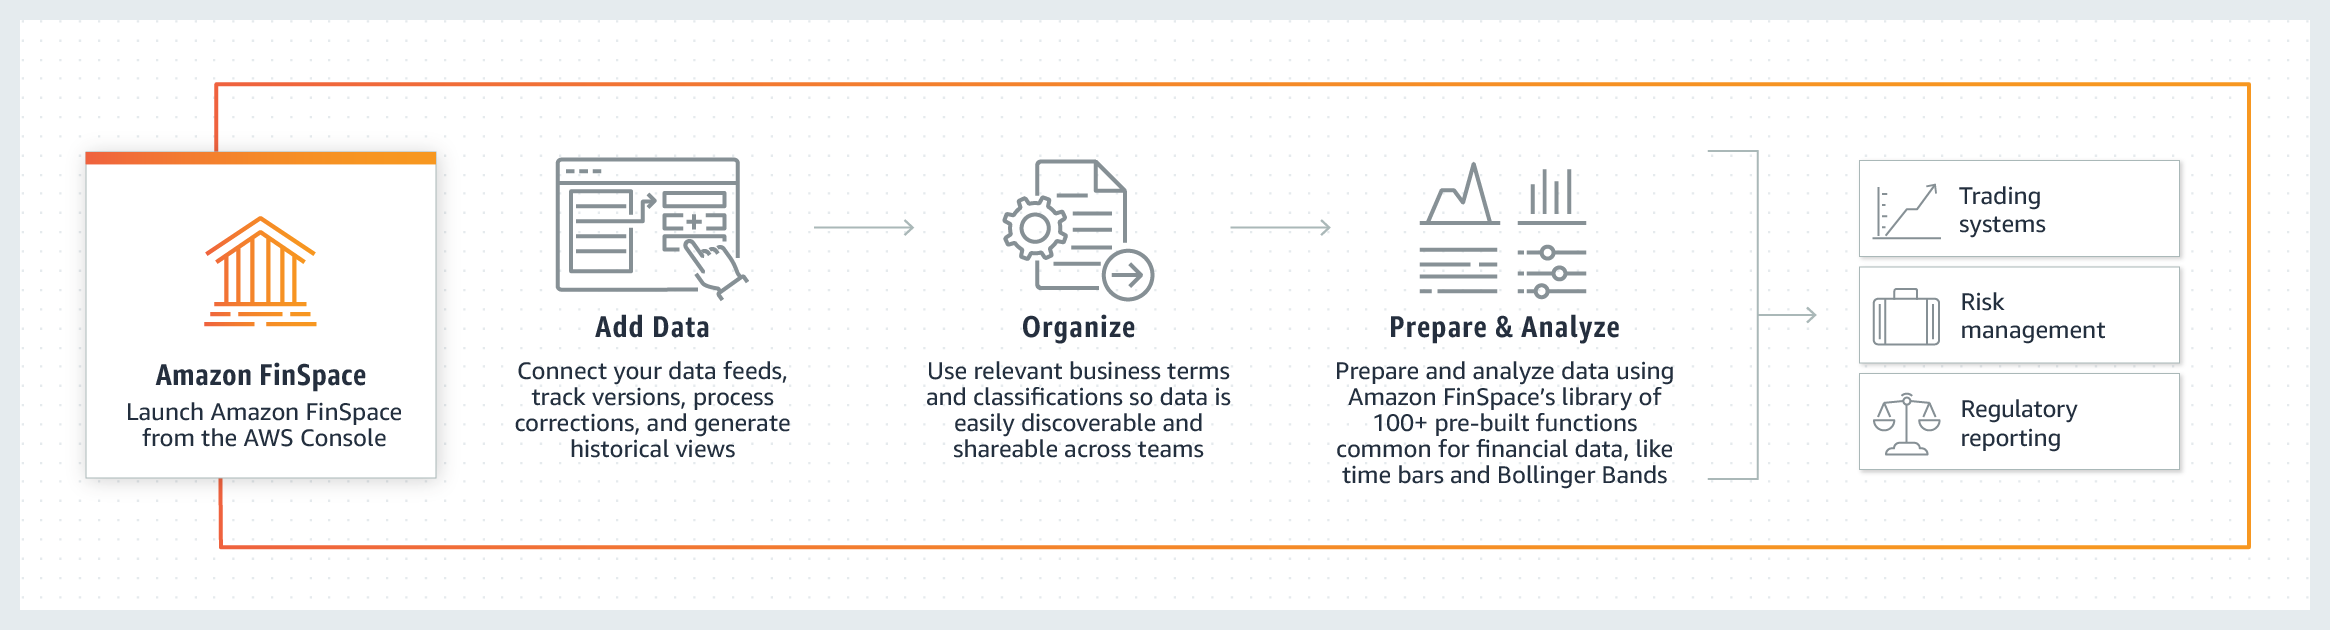 Amazon FinSpace
Launch Amazon FinSpace
from the AWS Console
Add Data
Connect your data feeds,
track versions, process
corrections, and generate
historical views
Organize
Use relevant business terms
and classifications so data is
easily discoverable and
shareable across teams
Prepare & Analyze
Prepare and analyze data using
Amazon FinSpace’s library of
100+ pre-built functions
common for financial data, like
time bars and Bollinger Bands
Trading
systems
Risk
management
Regulatory
reporting